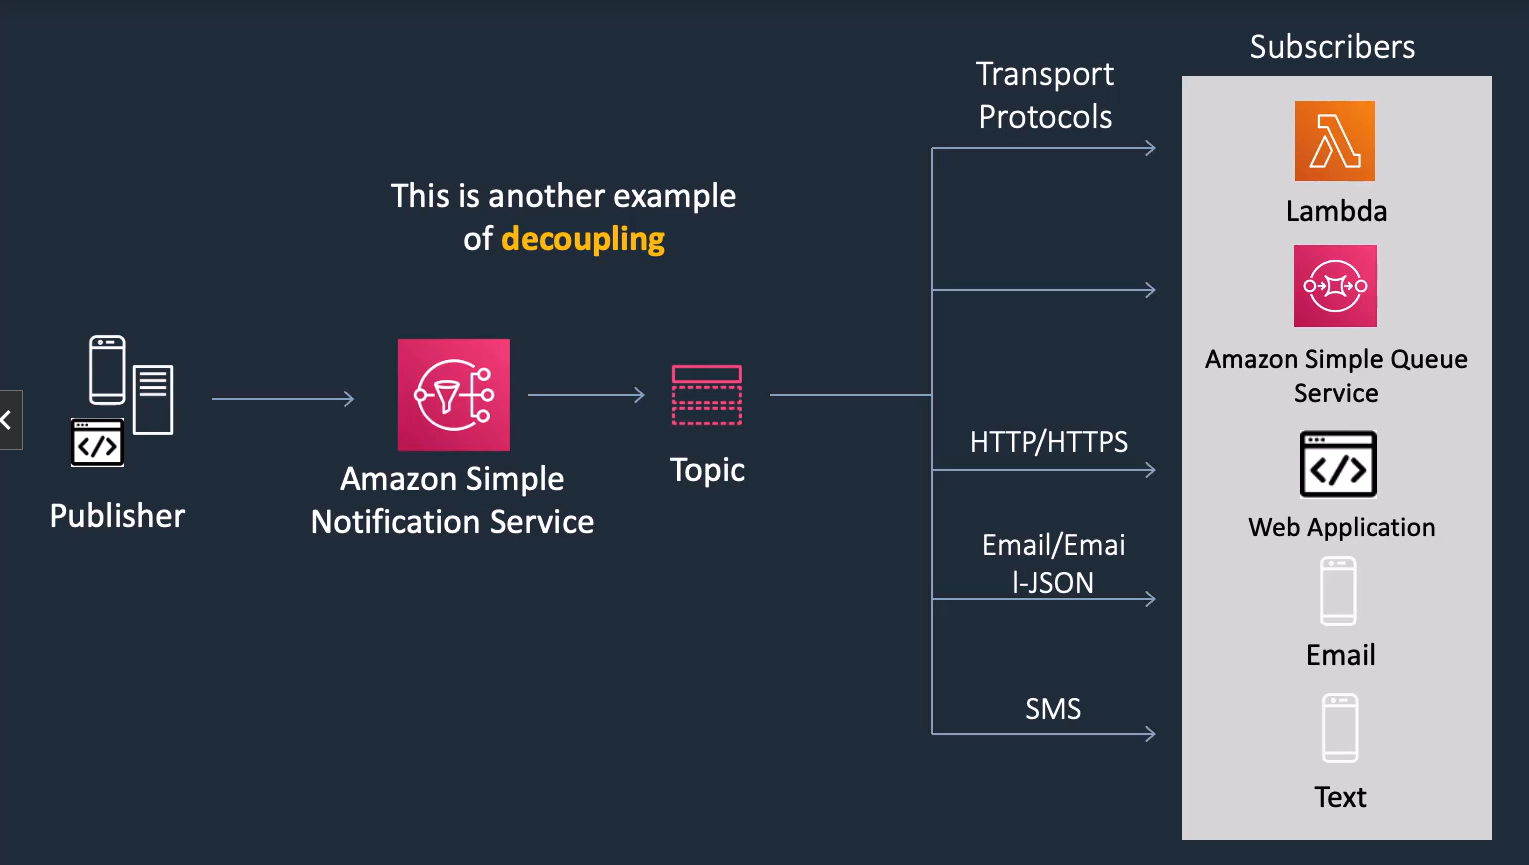 Subscribers
Transport
Protocols
This is another example
of decoupling
Lambda
Amazon Simple Queue
Service
HTTP/HTTPS
</>
Web Application
</>
Publisher
Amazon Simple
Notification Service
Topic
Email/Emai
l-JSON
Email
SMS
Text